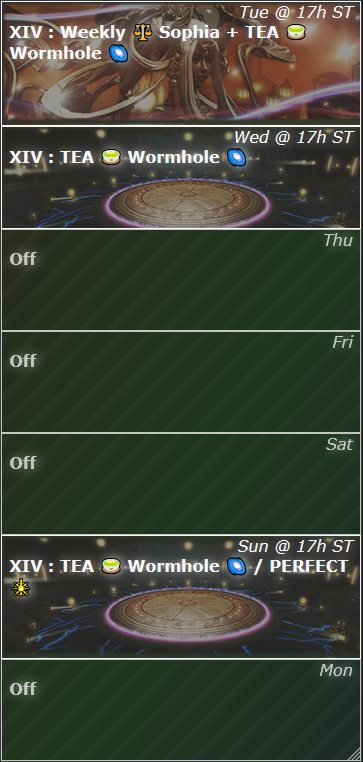 Tue @ 17h ST
XIV : Weekly ⚖ Sophia + TEA 🍵
Wormhole 🌀
Wed @ 17h ST
XIV : TEA 🍵 Wormhole 🌀
Thu
Off
Fri
Off
Sat
Off
Sun @ 17h ST
XIV : TEA 🍵 Wormhole 🌀 / PERFECT
Mon
Off